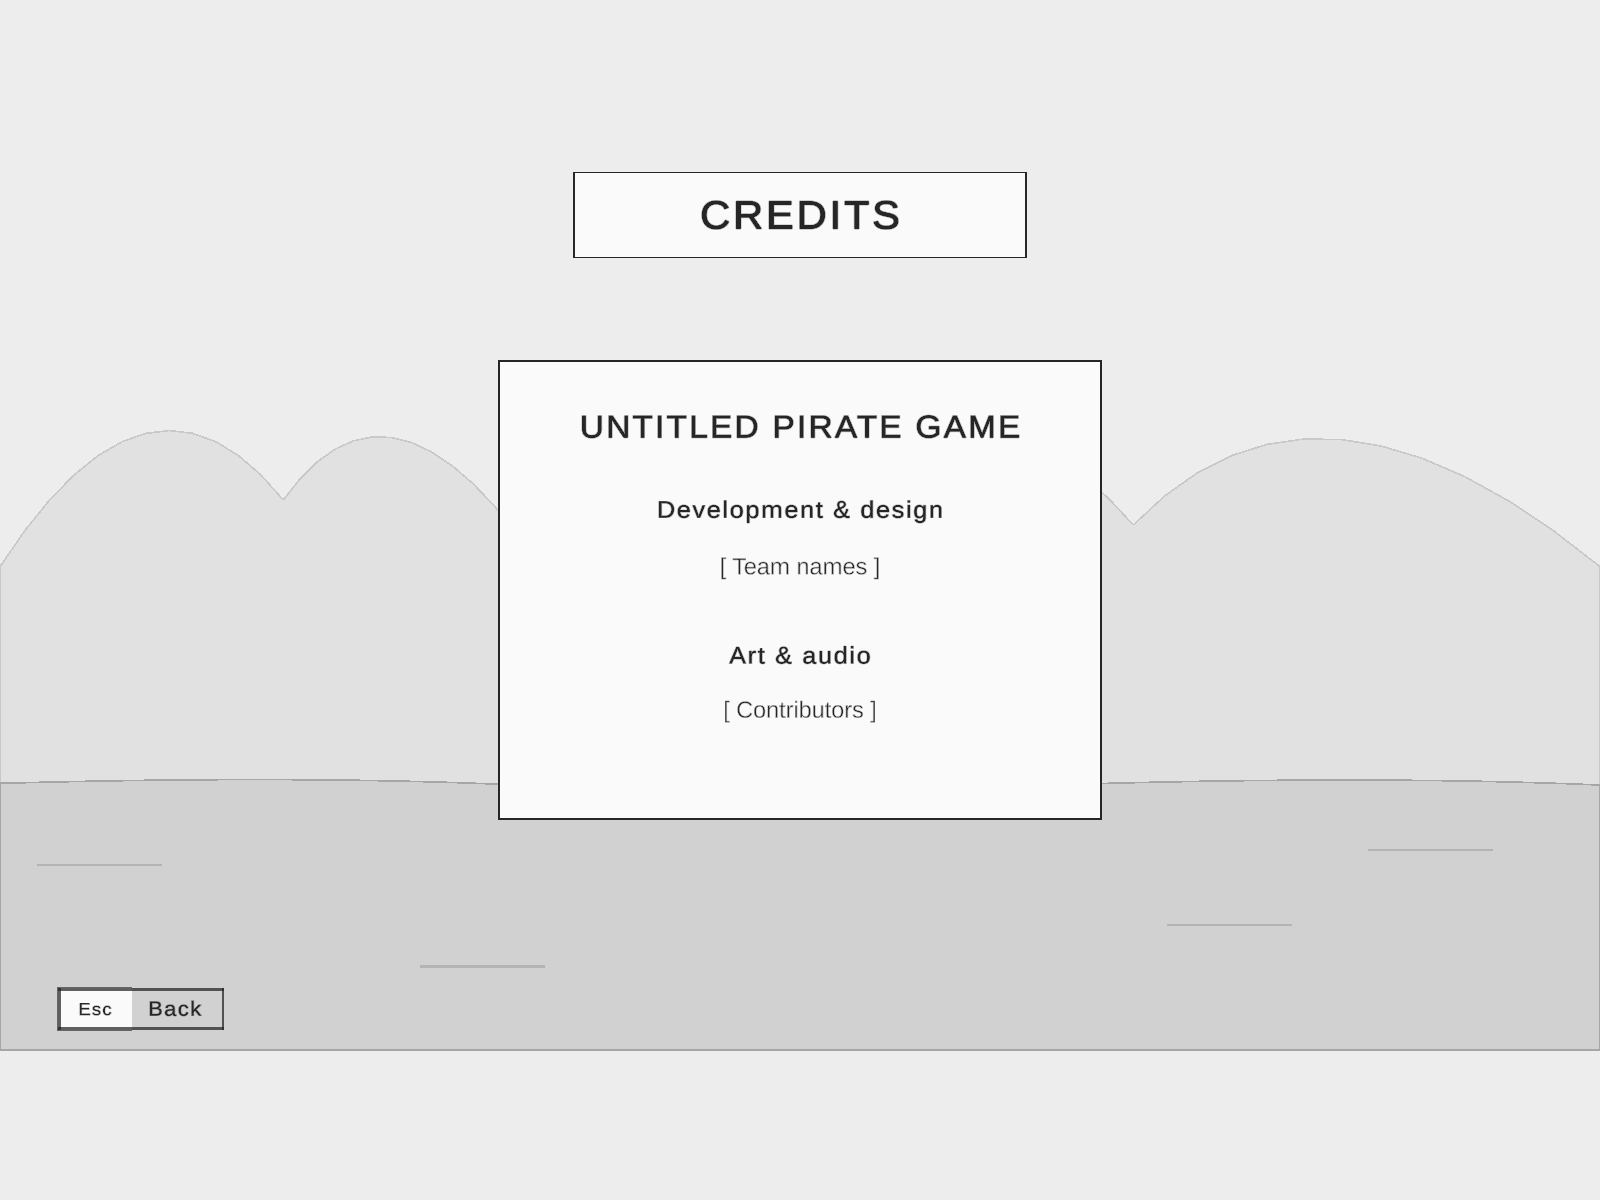 CREDITS
UNTITLED PIRATE GAME
Development & design
[ Team names ]
Art & audio
[ Contributors ]
Esc Back